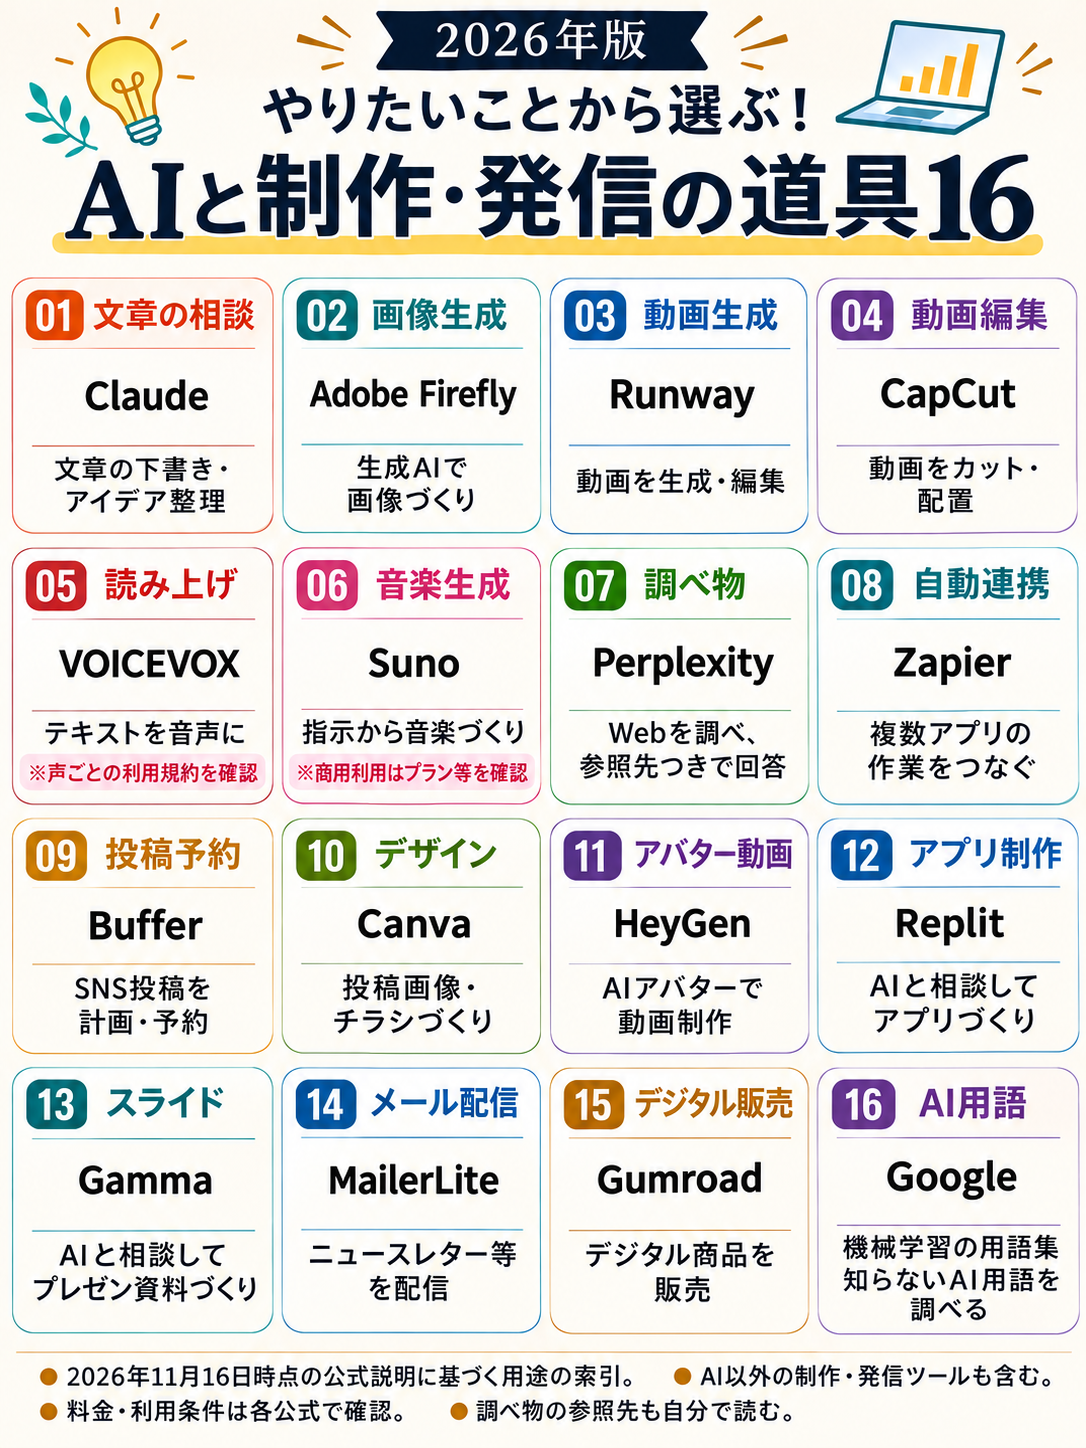 2026年版
やりたいことから選ぶ！
AIと制作・発信の道具16
01 文章の相談
Claude
文章の下書き・
アイデア整理
02 画像生成
Adobe Firefly
生成AIで
画像づくり
03 動画生成
Runway
動画を生成・編集
04 動画編集
CapCut
動画をカット・
配置
05 読み上げ
VOICEVOX
テキストを音声に
※声ごとの利用規約を確認
06 音楽生成
Suno
指示から音楽づくり
※商用利用はプラン等を確認
07 調べ物
Perplexity
Webを調べ、
参照先つきで回答
08 自動連携
Zapier
複数アプリの
作業をつなぐ
09 投稿予約
Buffer
SNS投稿を
計画・予約
10 デザイン
Canva
投稿画像・
チラシづくり
11 アバター動画
HeyGen
AIアバターで
動画制作
12 アプリ制作
Replit
AIと相談して
アプリづくり
13 スライド
Gamma
AIと相談して
プレゼン資料づくり
14 メール配信
MailerLite
ニュースレター等
を配信
15 デジタル販売
Gumroad
デジタル商品を
販売
16 AI用語
Google
機械学習の用語集
知らないAI用語を
調べる
● 2026年11月16日時点の公式説明に基づく用途の索引。 ● AI以外の制作・発信ツールも含む。
● 料金・利用条件は各公式で確認。 ● 調べ物の参照先も自分で読む。